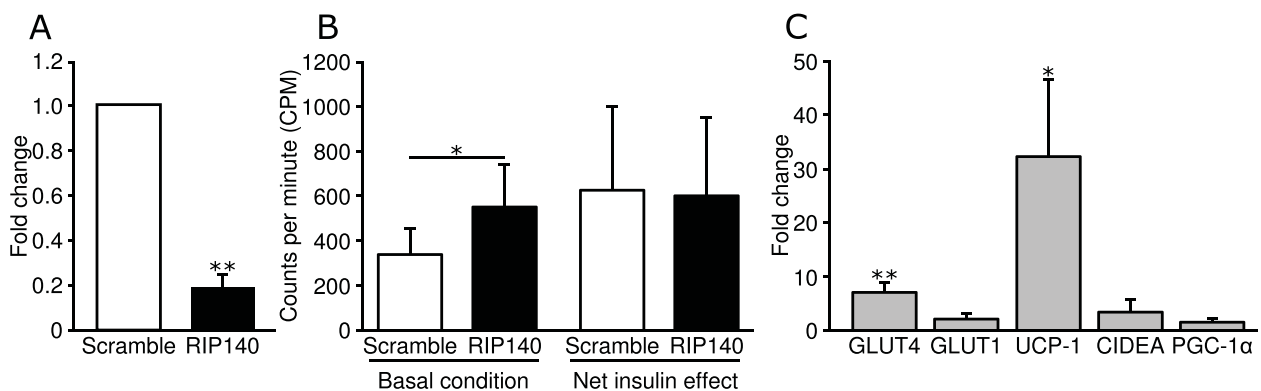 A
Fold change
1.2
1.0
0.8
0.6
0.4
0.2
0
**
Scramble RIP140
B
Counts per minute (CPM)
1200
1000
800
600
400
200
0
*
Scramble RIP140 Scramble RIP140
Basal condition Net insulin effect
C
Fold change
50
40
30
20
10
0
**
*
GLUT4 GLUT1 UCP-1 CIDEA PGC-1α